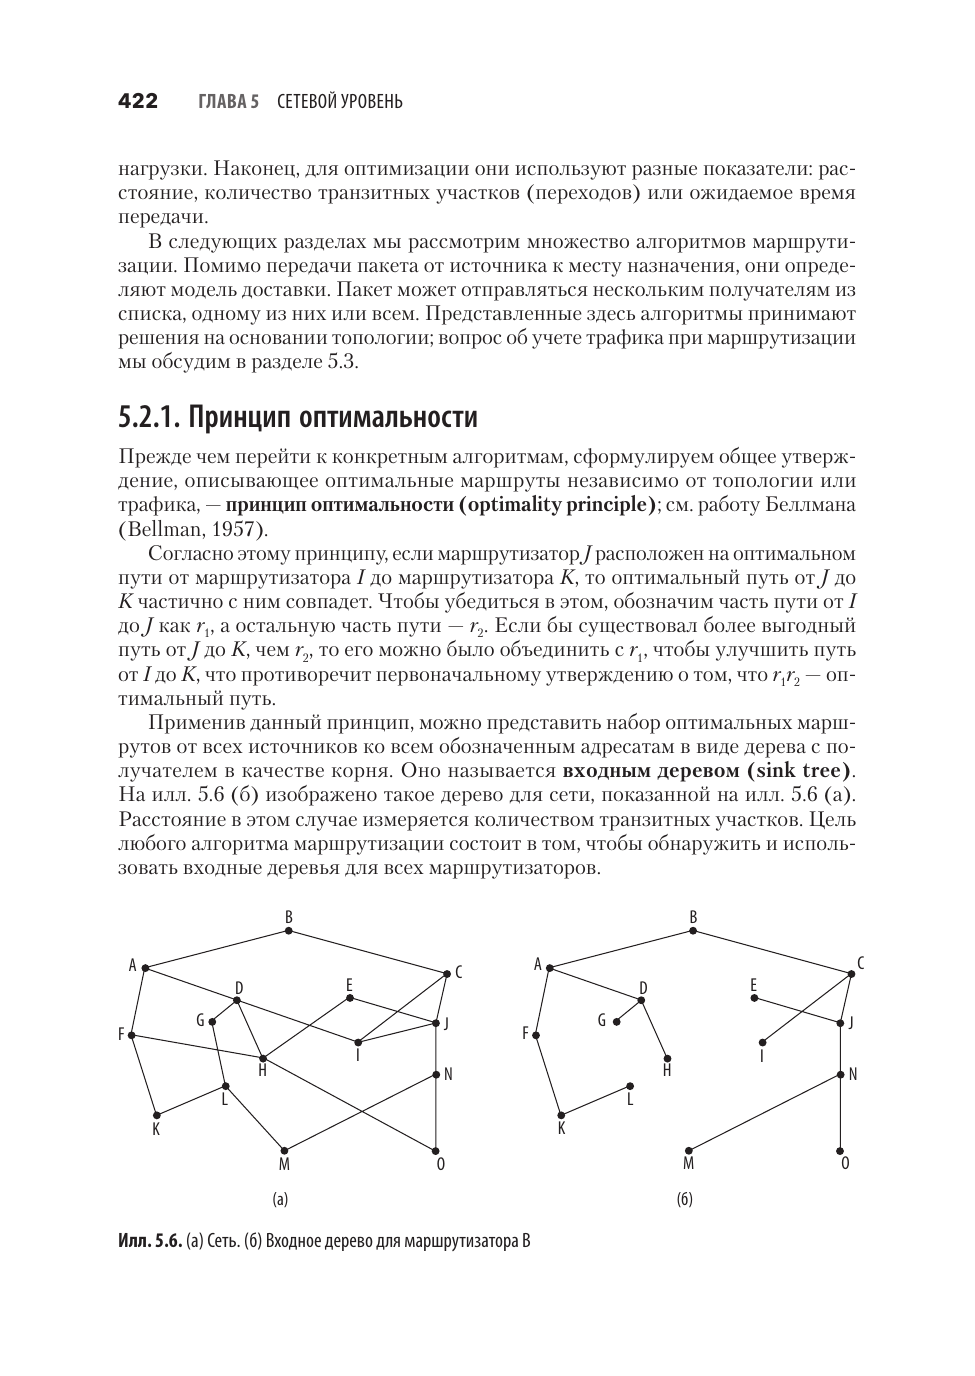 422 ГЛАВА 5 СЕТЕВОЙ УРОВЕНЬ
нагрузки. Наконец, для оптимизации они используют разные показатели: рас-
стояние, количество транзитных участков (переходов) или ожидаемое время
передачи.
В следующих разделах мы рассмотрим множество алгоритмов маршрути-
зации. Помимо передачи пакета от источника к месту назначения, они опреде-
ляют модель доставки. Пакет может отправляться нескольким получателям из
списка, одному из них или всем. Представленные здесь алгоритмы принимают
решения на основании топологии; вопрос об учете трафика при маршрутизации
мы обсудим в разделе 5.3.
5.2.1. Принцип оптимальности
Прежде чем перейти к конкретным алгоритмам, сформулируем общее утверж-
дение, описывающее оптимальные маршруты независимо от топологии или
трафика, — принцип оптимальности (optimality principle); см. работу Беллмана
(Bellman, 1957).
Согласно этому принципу, если маршрутизатор J расположен на оптимальном
пути от маршрутизатора I до маршрутизатора K, то оптимальный путь от J до
K частично с ним совпадет. Чтобы убедиться в этом, обозначим часть пути от I
до J как r1, а остальную часть пути — r2. Если бы существовал более выгодный
путь от J до K, чем r2, то его можно было объединить с r1, чтобы улучшить путь
от I до K, что противоречит первоначальному утверждению о том, что r1r2 — оп-
тимальный путь.
Применив данный принцип, можно представить набор оптимальных марш-
рутов от всех источников ко всем обозначенным адресатам в виде дерева с по-
лучателем в качестве корня. Оно называется входным деревом (sink tree).
На илл. 5.6 (б) изображено такое дерево для сети, показанной на илл. 5.6 (а).
Расстояние в этом случае измеряется количеством транзитных участков. Цель
любого алгоритма маршрутизации состоит в том, чтобы обнаружить и исполь-
зовать входные деревья для всех маршрутизаторов.
B
A
C
D
E
G
J
F
I
H
N
L
K
M
O
(а)
B
A
C
D
E
G
J
F
I
H
N
L
K
M
O
(б)
Илл. 5.6. (а) Сеть. (б) Входное дерево для маршрутизатора B